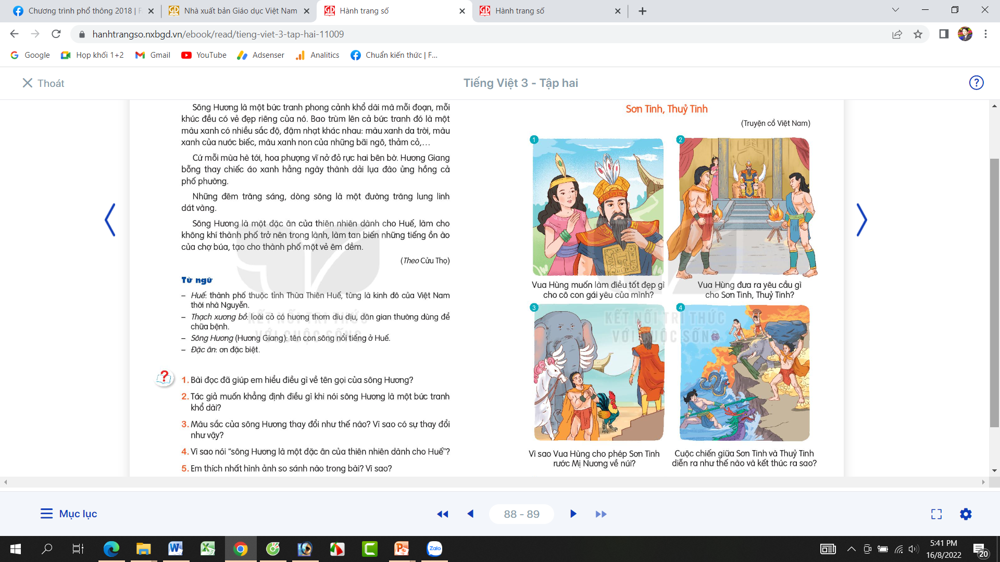 Chương trình phổ thông 2018 | F
Nhà xuất bản Giáo dục Việt Nam
Hành trang số
Hành trang số
hanhtrangso.nxbgd.vn/ebook/read/tieng-viet-3-tap-hai-11009
Google
Họp khối 1+2
Gmail
YouTube
Adsenser
Analitics
Chuẩn kiến thức | F...
Thoát
Tiếng Việt 3 - Tập hai
Sông Hương là một bức tranh phong cảnh khổ dài mà mỗi đoạn, mỗi
khúc đều có vẻ đẹp riêng của nó. Bao trùm lên cả bức tranh đó là một
màu xanh có nhiều sắc độ, đậm nhạt khác nhau: màu xanh da trời, màu
xanh của nước biếc, màu xanh non của những bãi ngô, thảm cỏ,...
Cứ mỗi mùa hè tới, hoa phượng vĩ nở đỏ rực hai bên bờ. Hương Giang
bỗng thay chiếc áo xanh hằng ngày thành dải lụa đào ửng hồng cả
phố phường.
Những đêm trăng sáng, dòng sông là một đường trăng lung linh
dát vàng.
Sông Hương là một đặc ân của thiên nhiên dành cho Huế, làm cho
không khí thành phố trở nên trong lành, làm tan biến những tiếng ồn ào
của chợ búa, tạo cho thành phố một vẻ êm đềm.
(Theo Cửu Thọ)
Từ ngữ
– Huế: thành phố thuộc tỉnh Thừa Thiên Huế, từng là kinh đô của Việt Nam
thời nhà Nguyễn.
– Thạch xương bồ: loài cỏ có hương thơm dìu dịu, dân gian thường dùng để
chữa bệnh.
– Sông Hương (Hương Giang): tên con sông nổi tiếng ở Huế.
– Đặc ân: ơn đặc biệt.
KẾT NỐI TRI THỨC
VỚI CUỘC SỐNG
?
1. Bài đọc đã giúp em hiểu điều gì về tên gọi của sông Hương?
2. Tác giả muốn khẳng định điều gì khi nói sông Hương là một bức tranh
khổ dài?
3. Màu sắc của sông Hương thay đổi như thế nào? Vì sao có sự thay đổi
như vậy?
4. Vì sao nói “sông Hương là một đặc ân của thiên nhiên dành cho Huế”?
5. Em thích nhất hình ảnh so sánh nào trong bài? Vì sao?
Sơn Tinh, Thuỷ Tinh
(Truyện cổ Việt Nam)
1
2
Vua Hùng muốn làm điều tốt đẹp gì
cho cô con gái yêu của mình?
Vua Hùng đưa ra yêu cầu gì
cho Sơn Tinh, Thuỷ Tinh?
3
4
KẾT NỐI TRI THỨC
VỚI CUỘC SỐNG
Vì sao Vua Hùng cho phép Sơn Tinh
rước Mị Nương về núi?
Cuộc chiến giữa Sơn Tinh và Thuỷ Tinh
diễn ra như thế nào và kết thúc ra sao?
Mục lục
88 - 89
Zalo
5:41 PM
16/8/2022
20